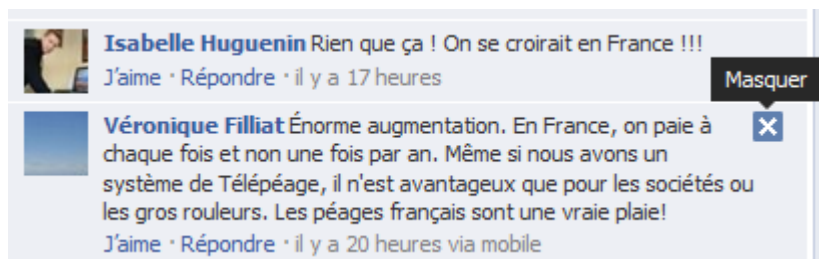 Isabelle Huguenin Rien que ça ! On se croirait en France !!!
J'aime · Répondre · il y a 17 heures
Masquer
Véronique Filliat Énorme augmentation. En France, on paie à
chaque fois et non une fois par an. Même si nous avons un
système de Télépéage, il n'est avantageux que pour les sociétés ou
les gros rouleurs. Les péages français sont une vraie plaie!
J'aime · Répondre · il y a 20 heures via mobile